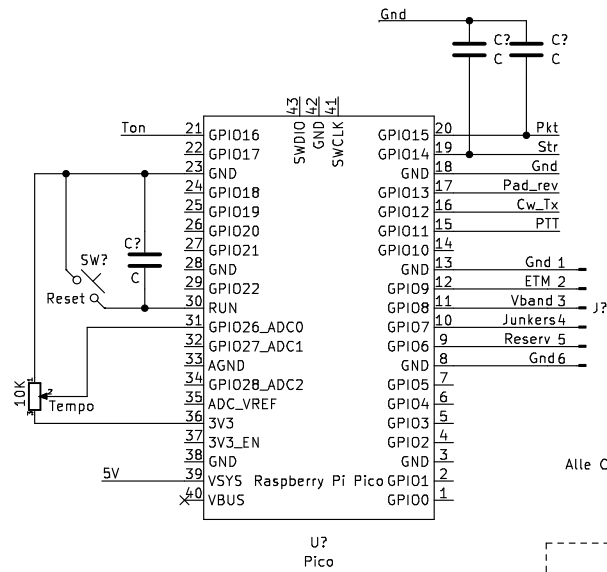 Gnd
C? C?
C C
43 42 41
SWDIO GND SWCLK
Ton 21 GPIO16 GPIO15 20 Pkt
22 GPIO17 GPIO14 19 Str
23 GND GND 18 Gnd
24 GPIO18 GPIO13 17 Pad_rev
25 GPIO19 GPIO12 16 Cw_Tx
26 GPIO20 GPIO11 15 PTT
C? 27 GPIO21 GPIO10 14
SW? 28 GND GND 13 Gnd 1
C 29 GPIO22 GPIO9 12 ETM 2
Reset 30 RUN GPIO8 11 Vband 3 J?
31 GPIO26_ADC0 GPIO7 10 Junkers 4
32 GPIO27_ADC1 GPIO6 9 Reserv 5
33 AGND GND 8 Gnd 6
10K 1 2 3 34 GPIO28_ADC2 GPIO5 7
Tempo 35 ADC_VREF GPIO4 6
36 3V3 GPIO3 5
37 3V3_EN GPIO2 4
38 GND GND 3
5V 39 VSYS Raspberry Pi Pico GPIO1 2
40 VBUS GPIO0 1
Alle C
U?
Pico